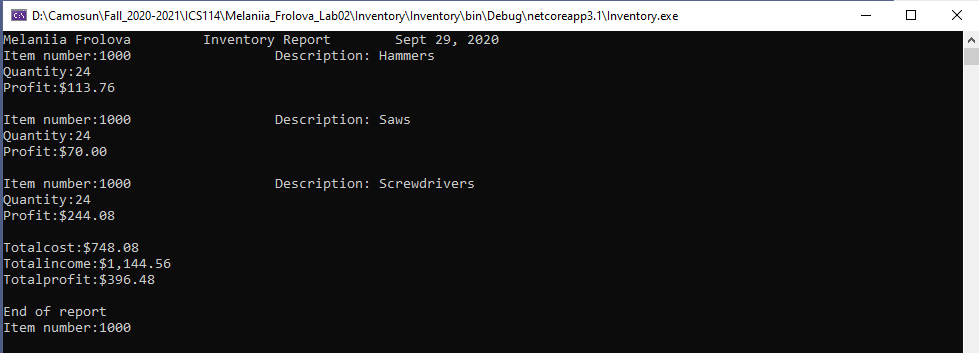 D:\Camosun\Fall_2020-2021\ICS114\Melaniia_Frolova_Lab02\Inventory\Inventory\bin\Debug\netcoreapp3.1\Inventory.exe
Melaniia Frolova         Inventory Report        Sept 29, 2020
Item number:1000                  Description: Hammers
Quantity:24
Profit:$113.76
Item number:1000                  Description: Saws
Quantity:24
Profit:$70.00
Item number:1000                  Description: Screwdrivers
Quantity:24
Profit:$244.08
Totalcost:$748.08
Totalincome:$1,144.56
Totalprofit:$396.48
End of report
Item number:1000